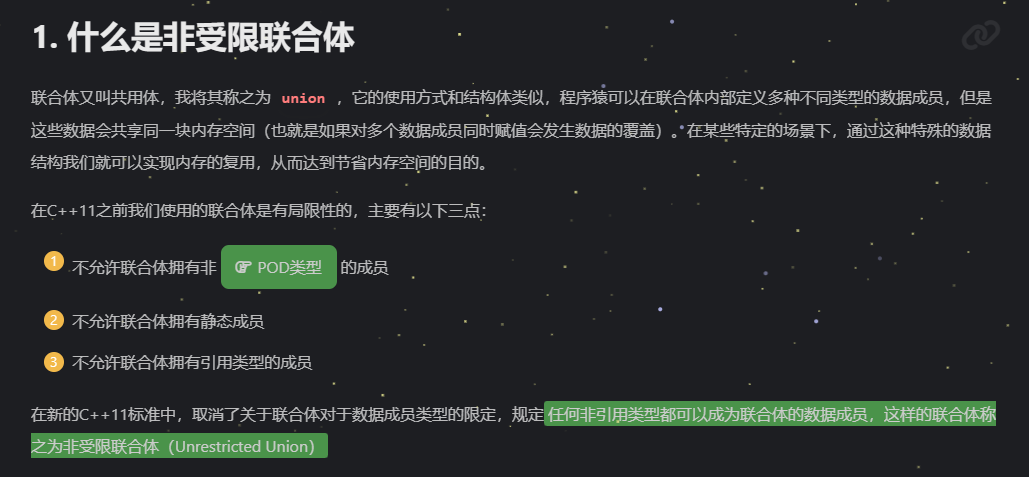 1. 什么是非受限联合体
联合体又叫共用体，我将其称之为 union ，它的使用方式和结构体类似，程序猿可以在联合体内部定义多种不同类型的数据成员，但是
这些数据会共享同一块内存空间（也就是如果对多个数据成员同时赋值会发生数据的覆盖）。在某些特定的场景下，通过这种特殊的数据
结构我们就可以实现内存的复用，从而达到节省内存空间的目的。
在C++11之前我们使用的联合体是有局限性的，主要有以下三点：
1 不允许联合体拥有非 POD类型 的成员
2 不允许联合体拥有静态成员
3 不允许联合体拥有引用类型的成员
在新的C++11标准中，取消了关于联合体对于数据成员类型的限定，规定任何非引用类型都可以成为联合体的数据成员，这样的联合体称
之为非受限联合体（Unrestricted Union）